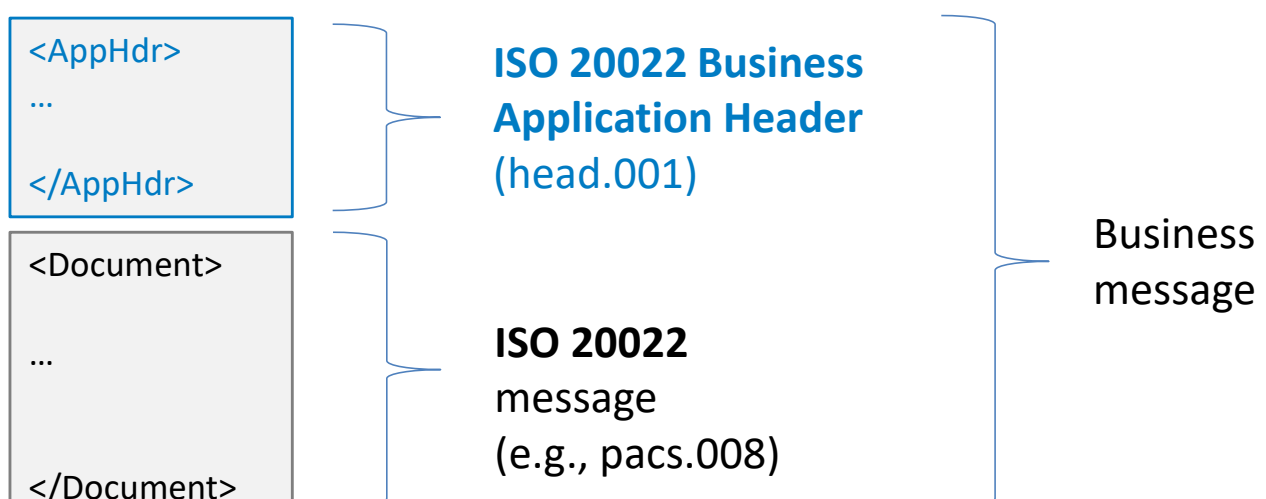 <AppHdr>
…
</AppHdr>
ISO 20022 Business
Application Header
(head.001)
<Document>
…
</Document>
ISO 20022
message
(e.g., pacs.008)
Business
message